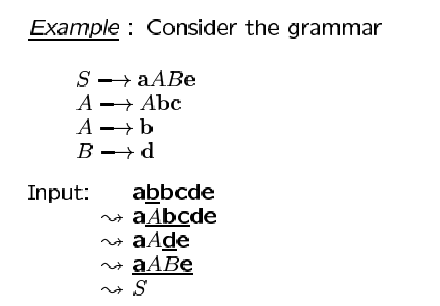 Example : Consider the grammar
S → aABe
A → Abc
A → b
B → d
Input: abbcde
⇝ aAbcde
⇝ aAde
⇝ aABe
⇝ S